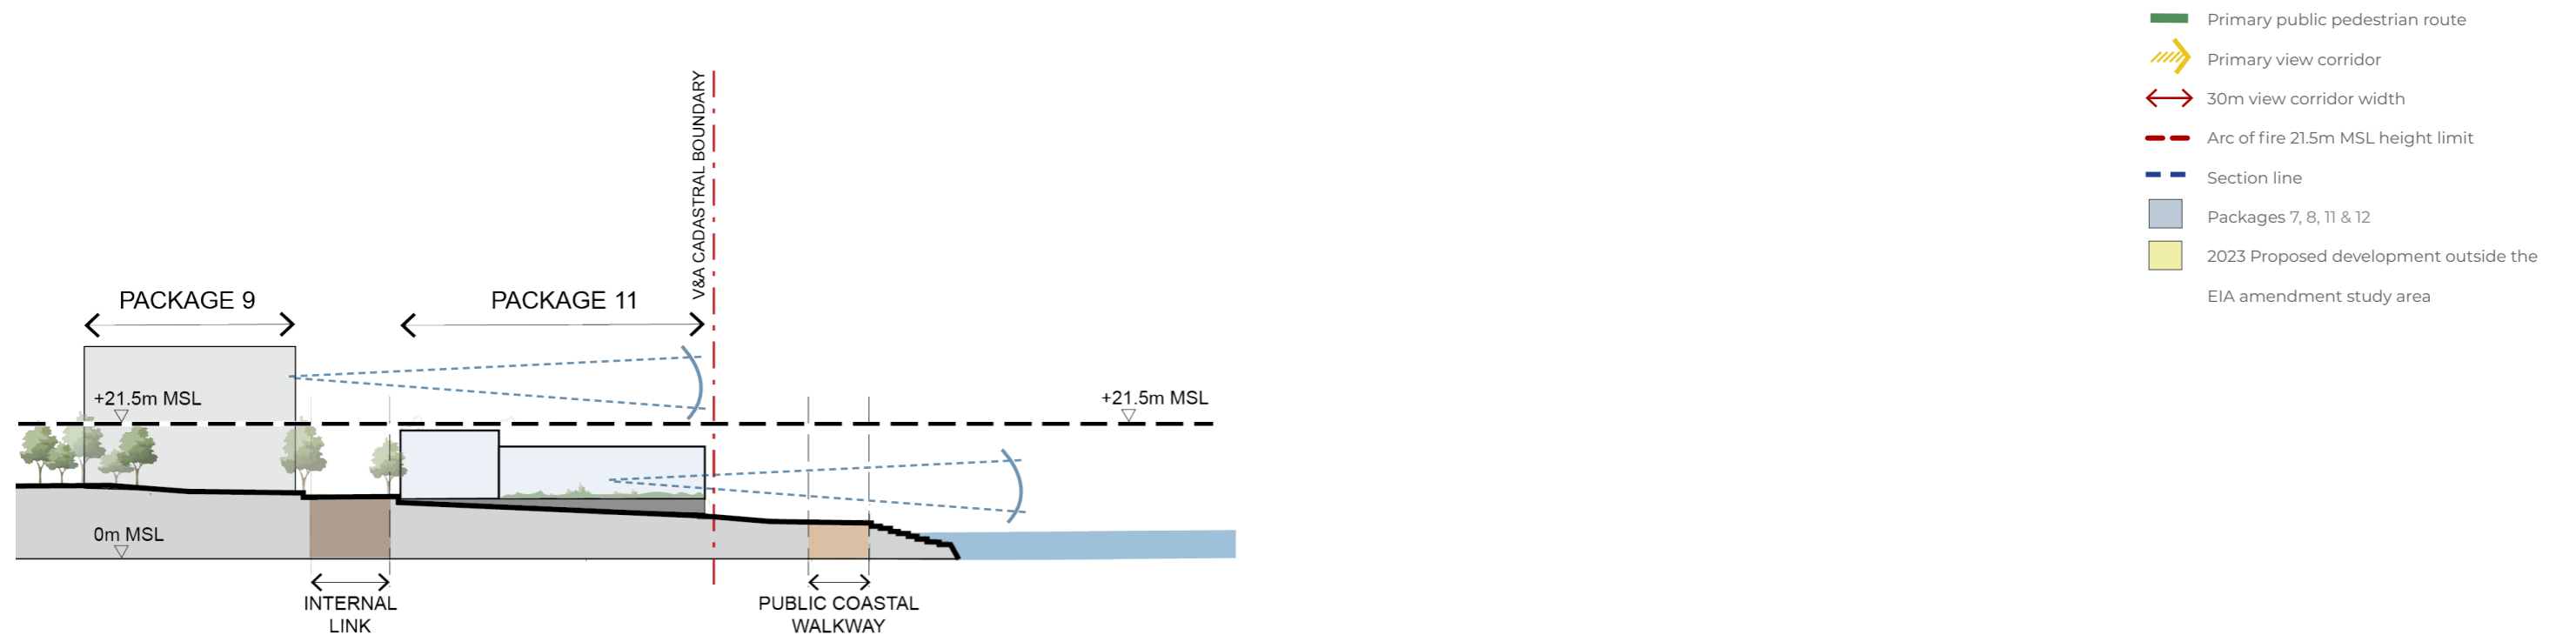 Primary public pedestrian route
Primary view corridor
30m view corridor width
Arc of fire 21.5m MSL height limit
Section line
Packages 7, 8, 11 & 12
2023 Proposed development outside the
EIA amendment study area
V&A CADASTRAL BOUNDARY
PACKAGE 9
PACKAGE 11
+21.5m MSL
+21.5m MSL
0m MSL
INTERNAL
LINK
PUBLIC COASTAL
WALKWAY